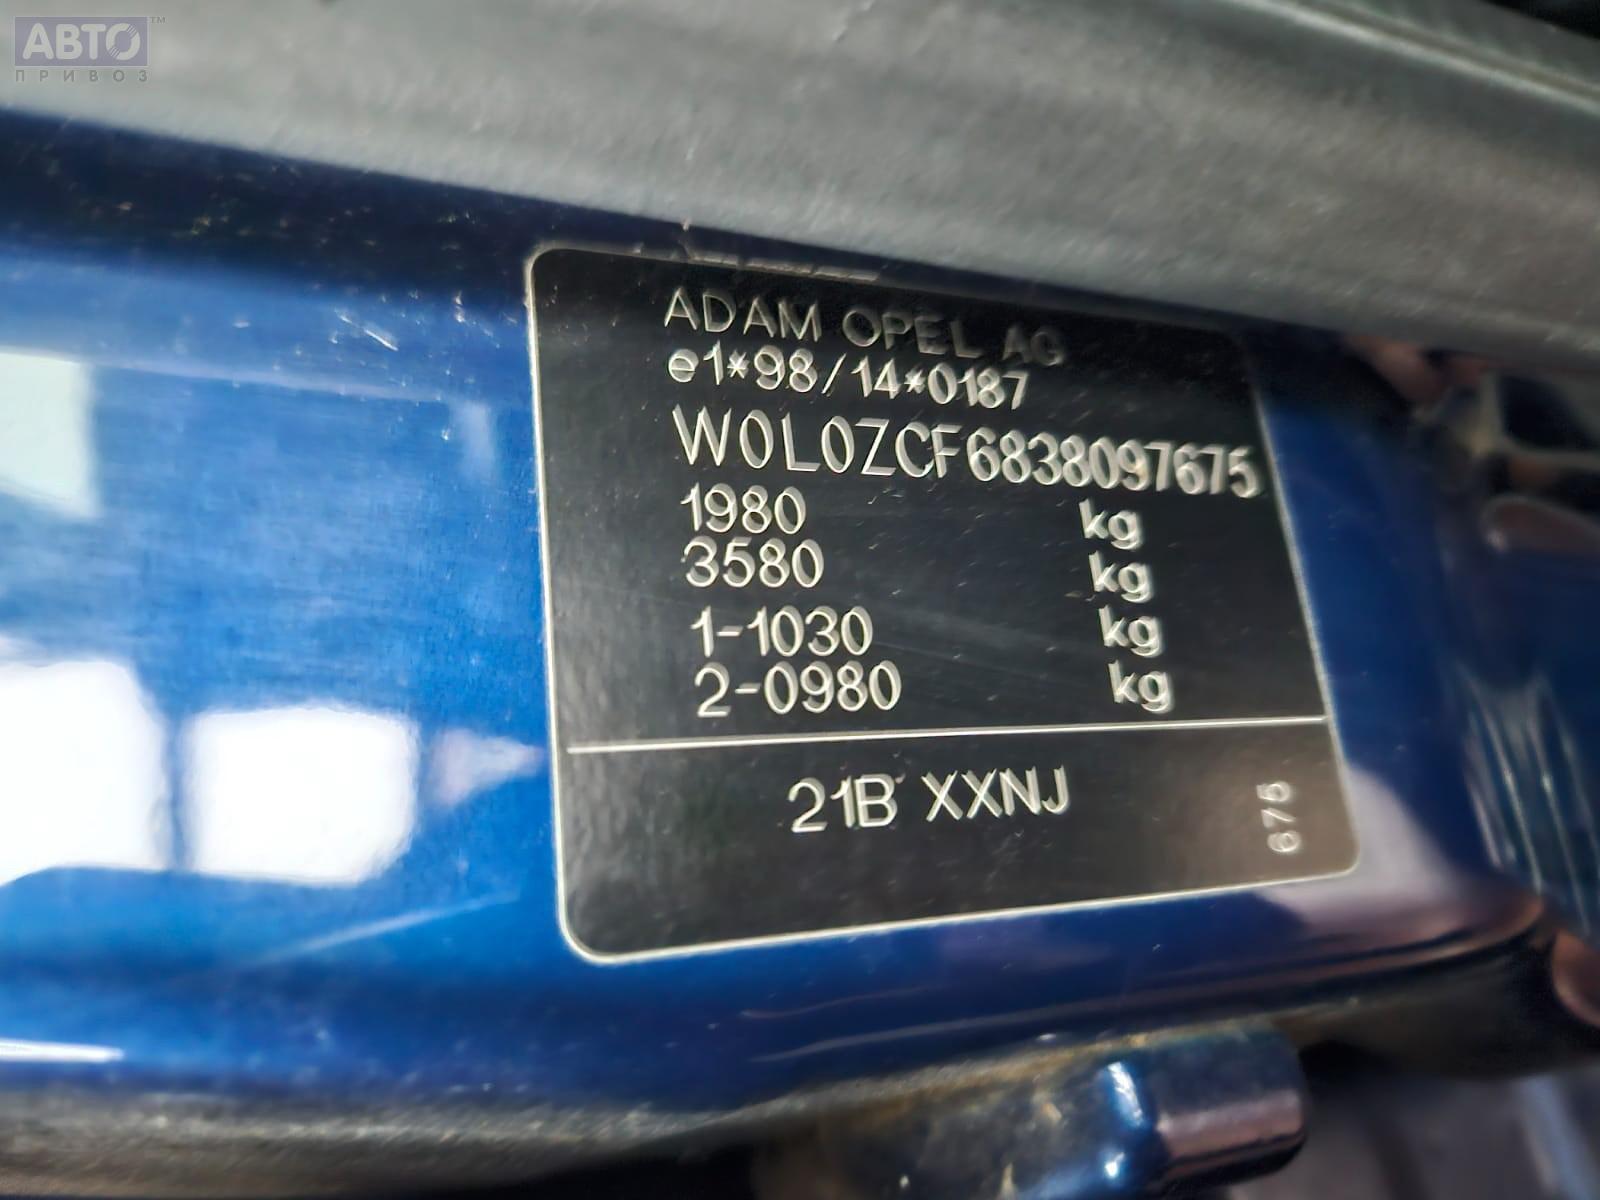 АВТО™
ПРИВОЗ
ADAM OPEL AG
e1*98/14*0187
W0L0ZCF6838097675
1980 kg
3580 kg
1-1030 kg
2-0980 kg
21B XXNJ
675